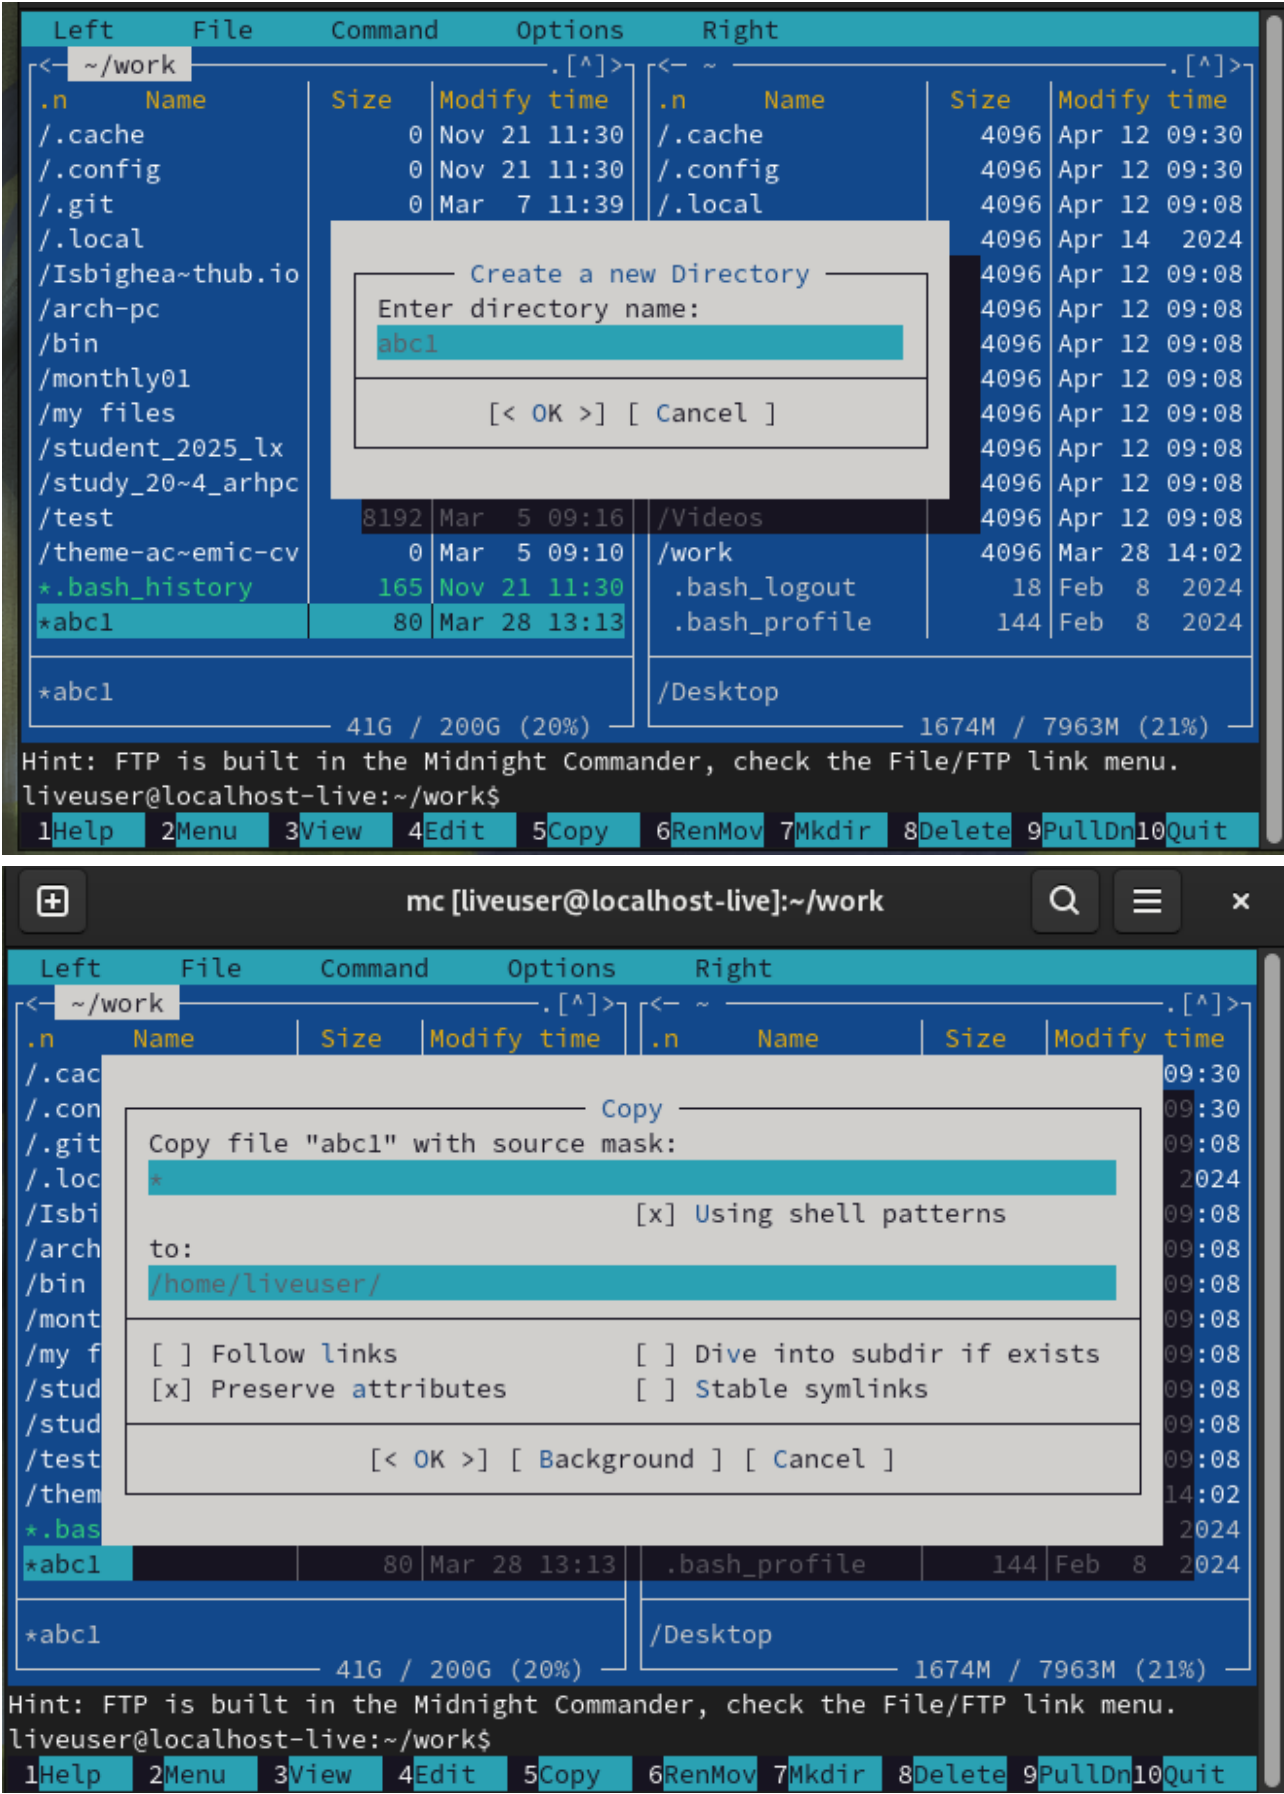 Left File Command Options Right
<- ~/work .[^]> <- ~ .[^]>
.n Name Size Modify time .n Name Size Modify time
/.cache 0 Nov 21 11:30 /.cache 4096 Apr 12 09:30
/.config 0 Nov 21 11:30 /.config 4096 Apr 12 09:30
/.git 0 Mar 7 11:39 /.local 4096 Apr 12 09:08
/.local 4096 Apr 14 2024
/Isbighea~thub.io Create a new Directory 4096 Apr 12 09:08
/arch-pc Enter directory name: 4096 Apr 12 09:08
/bin abc1 4096 Apr 12 09:08
/monthly01 4096 Apr 12 09:08
/my files [< OK >] [ Cancel ] 4096 Apr 12 09:08
/student_2025_lx 4096 Apr 12 09:08
/study_20~4_arhpc 4096 Apr 12 09:08
/test 8192 Mar 5 09:16 /Videos 4096 Apr 12 09:08
/theme-ac~emic-cv 0 Mar 5 09:10 /work 4096 Mar 28 14:02
*.bash_history 165 Nov 21 11:30 .bash_logout 18 Feb 8 2024
*abc1 80 Mar 28 13:13 .bash_profile 144 Feb 8 2024
*abc1 /Desktop
41G / 200G (20%) 1674M / 7963M (21%)
Hint: FTP is built in the Midnight Commander, check the File/FTP link menu.
liveuser@localhost-live:~/work$
1Help 2Menu 3View 4Edit 5Copy 6RenMov 7Mkdir 8Delete 9PullDn10Quit
mc [liveuser@localhost-live]:~/work
Left File Command Options Right
<- ~/work .[^]> <- ~ .[^]>
.n Name Size Modify time .n Name Size Modify time
/.cac 09:30
/.con Copy 09:30
/.git Copy file "abc1" with source mask: 09:08
/.loc * 2024
/Isbi [x] Using shell patterns 09:08
/arch to: 09:08
/bin /home/liveuser/ 09:08
/mont 09:08
/my f [ ] Follow links [ ] Dive into subdir if exists 09:08
/stud [x] Preserve attributes [ ] Stable symlinks 09:08
/stud 09:08
/test [< OK >] [ Background ] [ Cancel ] 09:08
/them 14:02
*.bas 2024
*abc1 80 Mar 28 13:13 .bash_profile 144 Feb 8 2024
*abc1 /Desktop
41G / 200G (20%) 1674M / 7963M (21%)
Hint: FTP is built in the Midnight Commander, check the File/FTP link menu.
liveuser@localhost-live:~/work$
1Help 2Menu 3View 4Edit 5Copy 6RenMov 7Mkdir 8Delete 9PullDn10Quit